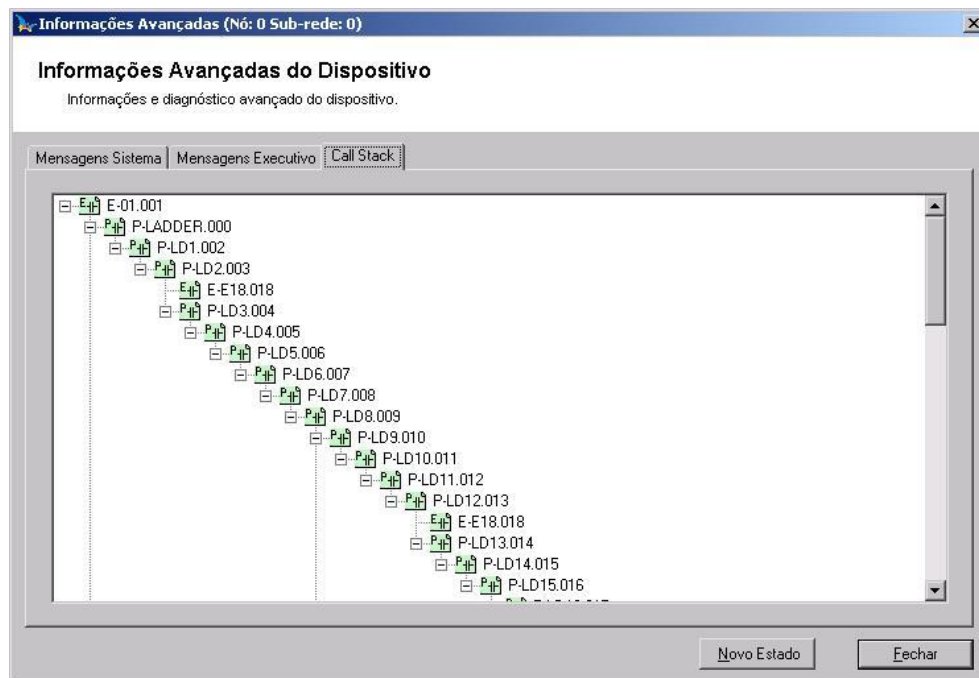 Informações Avançadas (Nó: 0 Sub-rede: 0)
Informações Avançadas do Dispositivo
Informações e diagnóstico avançado do dispositivo.
Mensagens Sistema Mensagens Executivo Call Stack
E-01.001
P-LADDER.000
P-LD1.002
P-LD2.003
E-E18.018
P-LD3.004
P-LD4.005
P-LD5.006
P-LD6.007
P-LD7.008
P-LD8.009
P-LD9.010
P-LD10.011
P-LD11.012
P-LD12.013
E-E18.018
P-LD13.014
P-LD14.015
P-LD15.016
Novo Estado Fechar